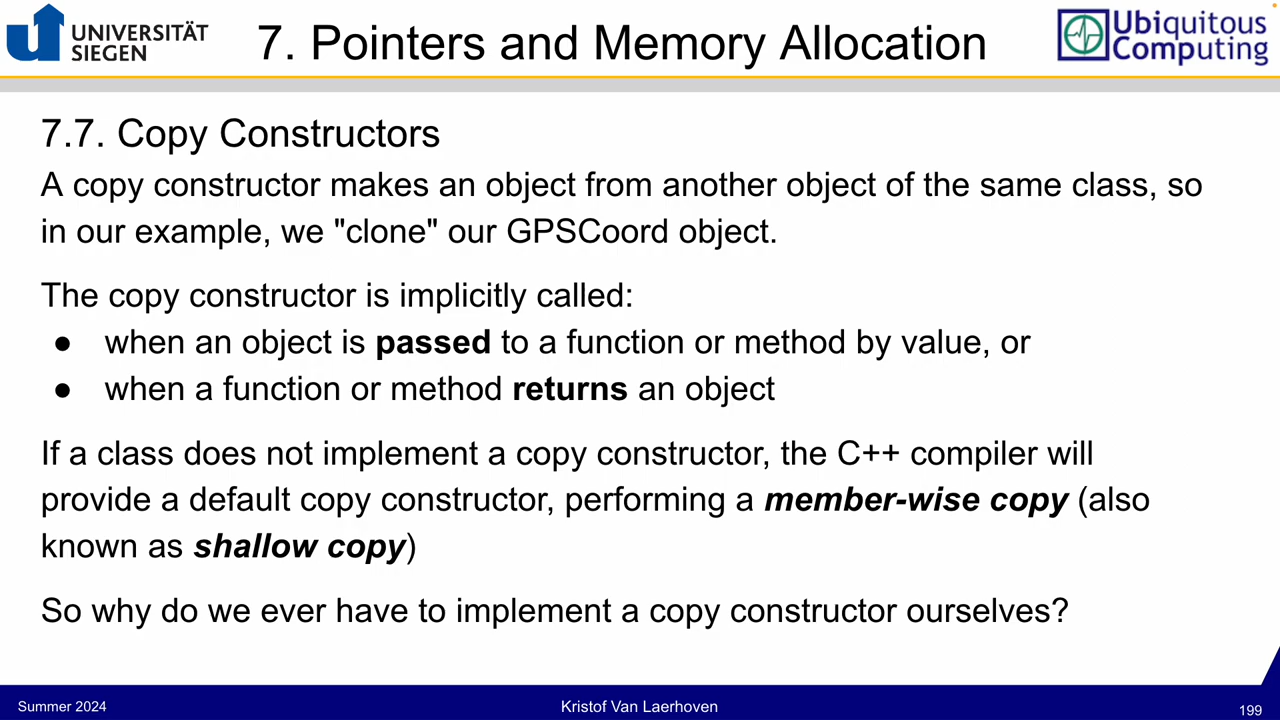 UNIVERSITÄT
SIEGEN
7. Pointers and Memory Allocation
Ubiquitous
Computing
7.7. Copy Constructors
A copy constructor makes an object from another object of the same class, so
in our example, we "clone" our GPSCoord object.
The copy constructor is implicitly called:
● when an object is passed to a function or method by value, or
● when a function or method returns an object
If a class does not implement a copy constructor, the C++ compiler will
provide a default copy constructor, performing a member-wise copy (also
known as shallow copy)
So why do we ever have to implement a copy constructor ourselves?
Summer 2024
Kristof Van Laerhoven
199